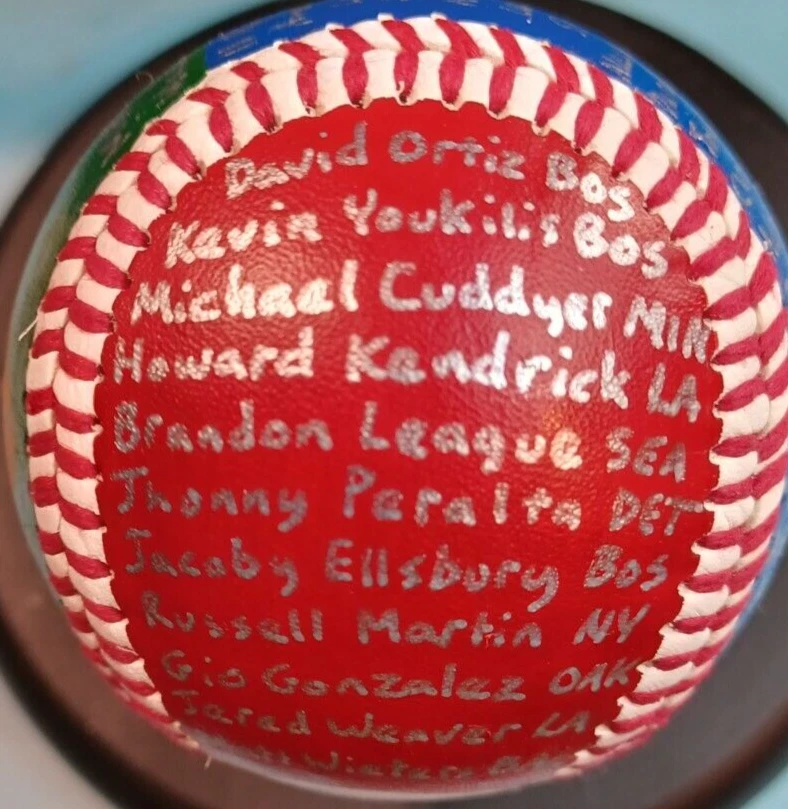 David Ortiz BOS
Kevin Youkilis BOS
Michael Cuddyer MIN
Howard Kendrick LA
Brandon League SEA
Jhonny Peralta DET
Jacoby Ellsbury BOS
Russell Martin NY
Gio Gonzalez OAK
Jared Weaver LA